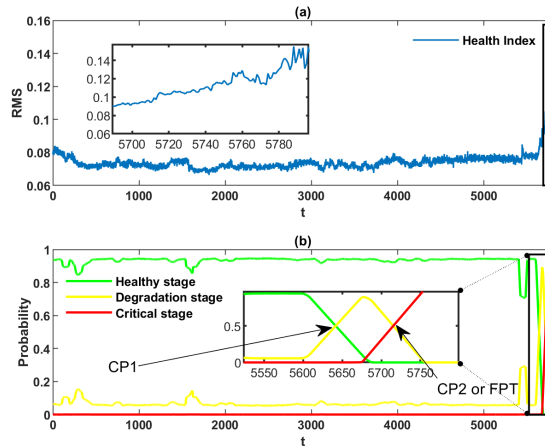 (a)
0.16
0.14
0.12
0.1
0.08
0.06
RMS
Health Index
0.14
0.12
0.1
0.08
0.06
5700 5720 5740 5760 5780
0 1000 2000 3000 4000 5000
t
(b)
1
0.8
0.6
0.4
0.2
0
Probability
Healthy stage
Degradation stage
Critical stage
0.5
0
5550 5600 5650 5700 5750
CP1
CP2 or FPT
0 1000 2000 3000 4000 5000
t